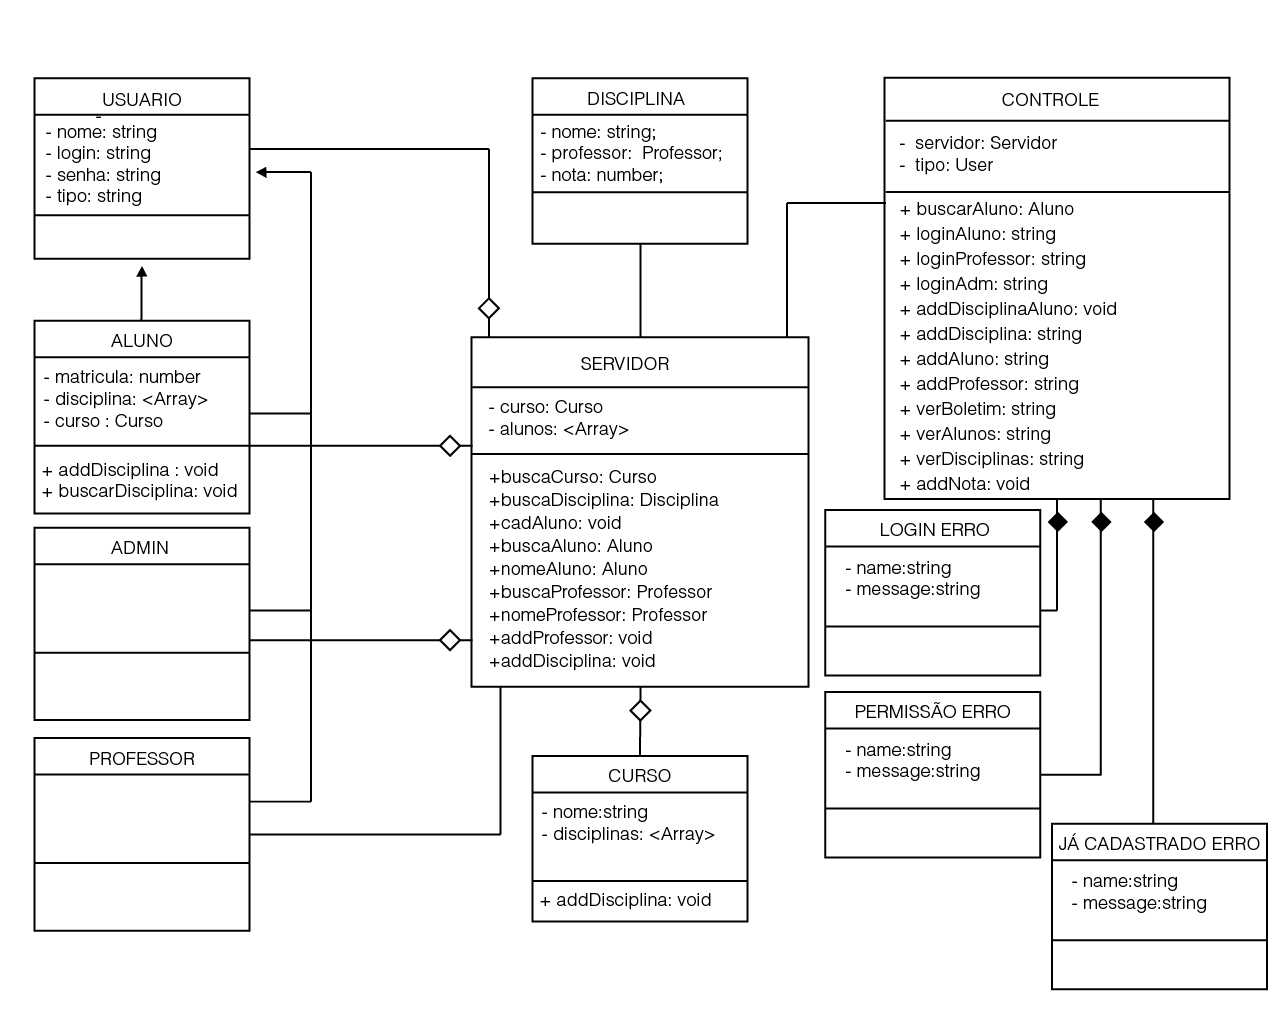 USUARIO
- nome: string
- login: string
- senha: string
- tipo: string
DISCIPLINA
- nome: string;
- professor:  Professor;
- nota: number;
CONTROLE
-  servidor: Servidor
-  tipo: User
+ buscarAluno: Aluno
+ loginAluno: string
+ loginProfessor: string
+ loginAdm: string
+ addDisciplinaAluno: void
+ addDisciplina: string
+ addAluno: string
+ addProfessor: string
+ verBoletim: string
+ verAlunos: string
+ verDisciplinas: string
+ addNota: void
ALUNO
- matricula: number
- disciplina: <Array>
- curso : Curso
+ addDisciplina : void
+ buscarDisciplina: void
SERVIDOR
- curso: Curso
- alunos: <Array>
+buscaCurso: Curso
+buscaDisciplina: Disciplina
+cadAluno: void
+buscaAluno: Aluno
+nomeAluno: Aluno
+buscaProfessor: Professor
+nomeProfessor: Professor
+addProfessor: void
+addDisciplina: void
ADMIN
PROFESSOR
CURSO
- nome:string
- disciplinas: <Array>
+ addDisciplina: void
LOGIN ERRO
- name:string
- message:string
PERMISSÃO ERRO
- name:string
- message:string
JÁ CADASTRADO ERRO
- name:string
- message:string